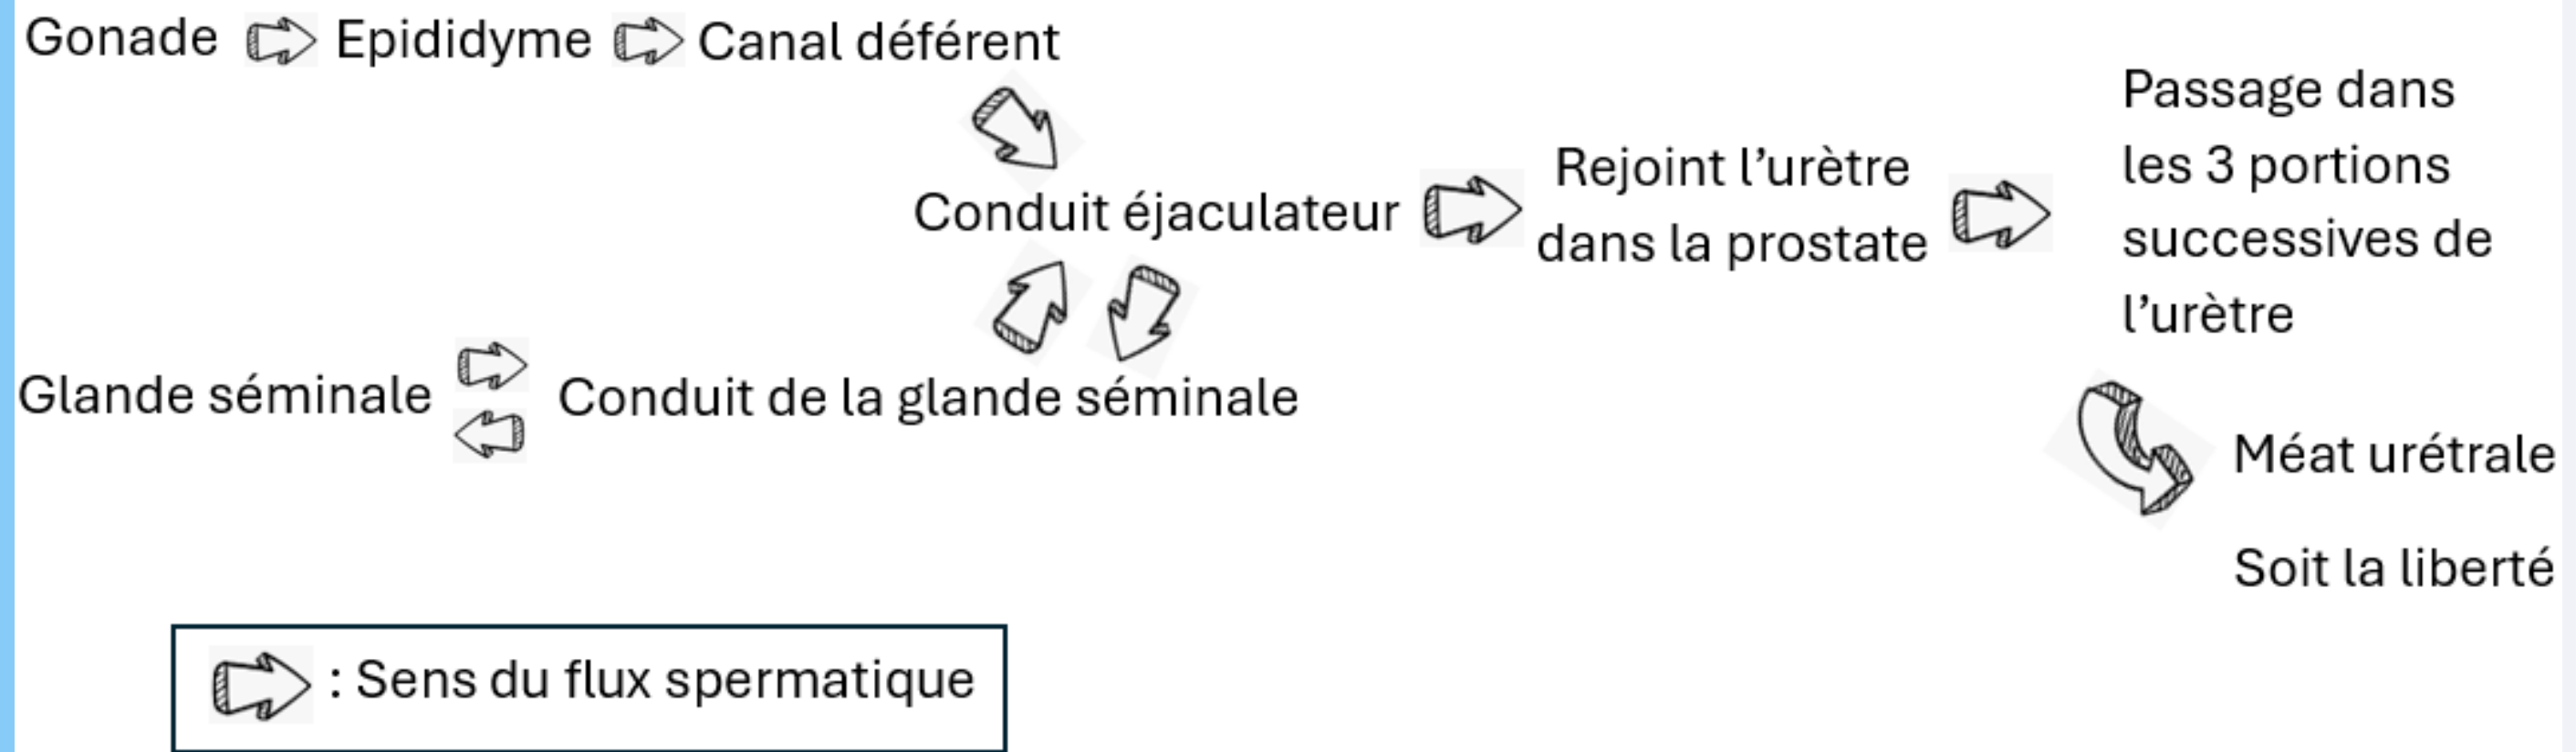 Gonade Epididyme Canal déférent
Conduit éjaculateur
Rejoint l’urètre
dans la prostate
Passage dans
les 3 portions
successives de
l’urètre
Glande séminale Conduit de la glande séminale
Méat urétrale
Soit la liberté
: Sens du flux spermatique